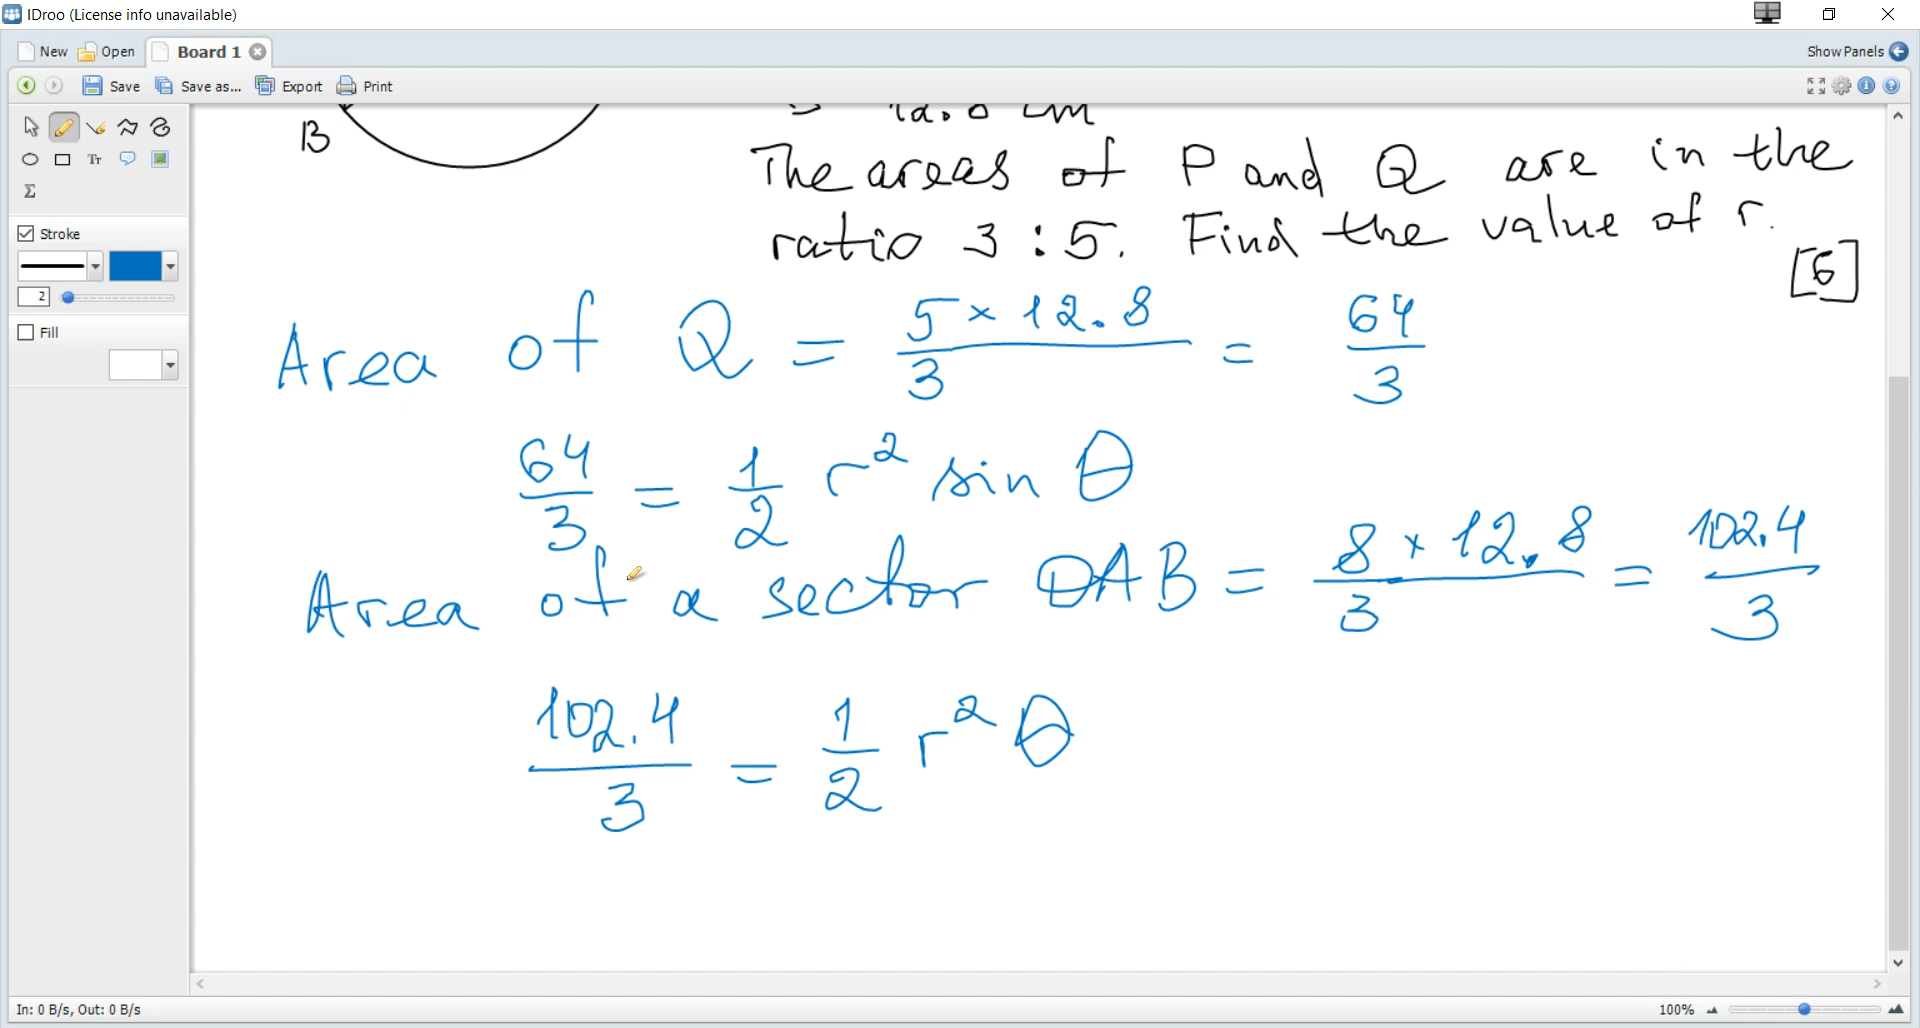 IDroo (License info unavailable)
New Open Board 1 Show Panels
Save Save as... Export Print
B
The areas of P and Q are in the
ratio 3 : 5. Find the value of r.
[6]
Stroke
2
Fill
Area of Q = 5 × 12.8 / 3 = 64 / 3
64 / 3 = 1 / 2 r² sin θ
Area of a sector OAB = 8 × 12.8 / 3 = 102.4 / 3
102.4 / 3 = 1 / 2 r² θ
In: 0 B/s, Out: 0 B/s 100%